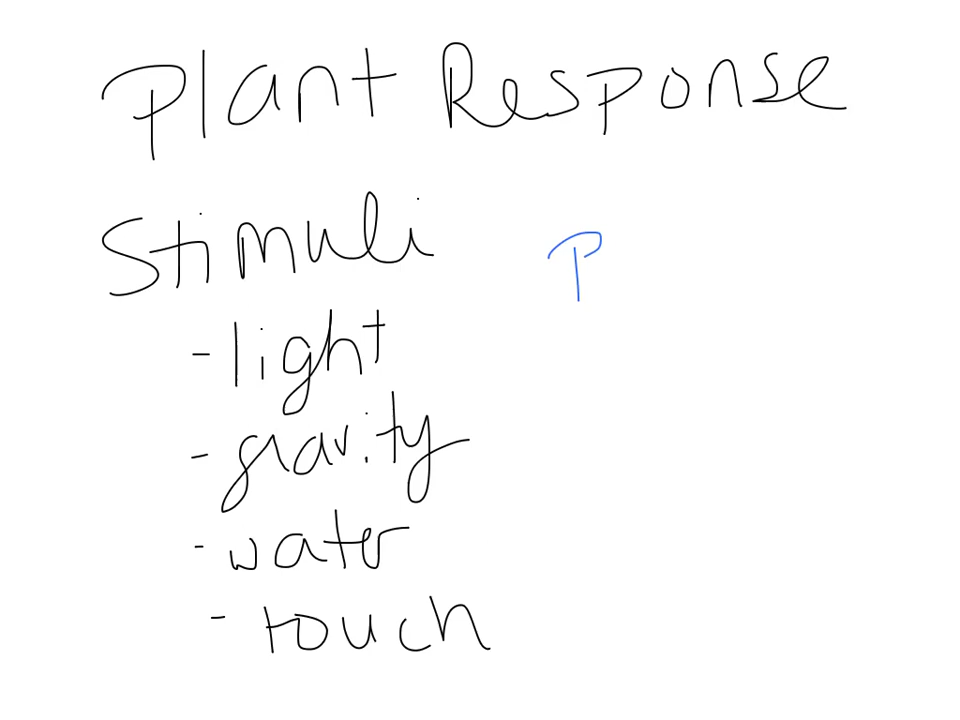 Plant Response
Stimuli P
- light
- gravity
- water
- touch